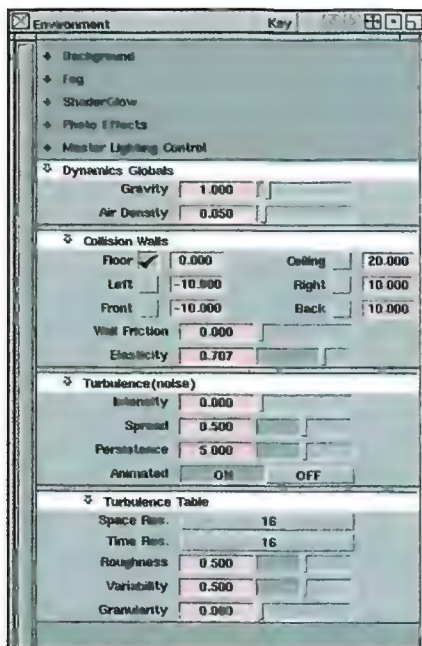 Environment Key
Background
Fog
ShaderGlow
Photo Effects
Master Lighting Control
Dynamics Globals
Gravity 1.000
Air Density 0.050
Collision Walls
Floor 0.000 Ceiling 20.000
Left -10.000 Right 10.000
Front -10.000 Back 10.000
Wall Friction 0.000
Elasticity 0.707
Turbulence(noise)
Intensity 0.000
Spread 0.500
Persistence 5.000
Animated ON OFF
Turbulence Table
Space Res. 16
Time Res. 16
Roughness 0.500
Variability 0.500
Granularity 0.000